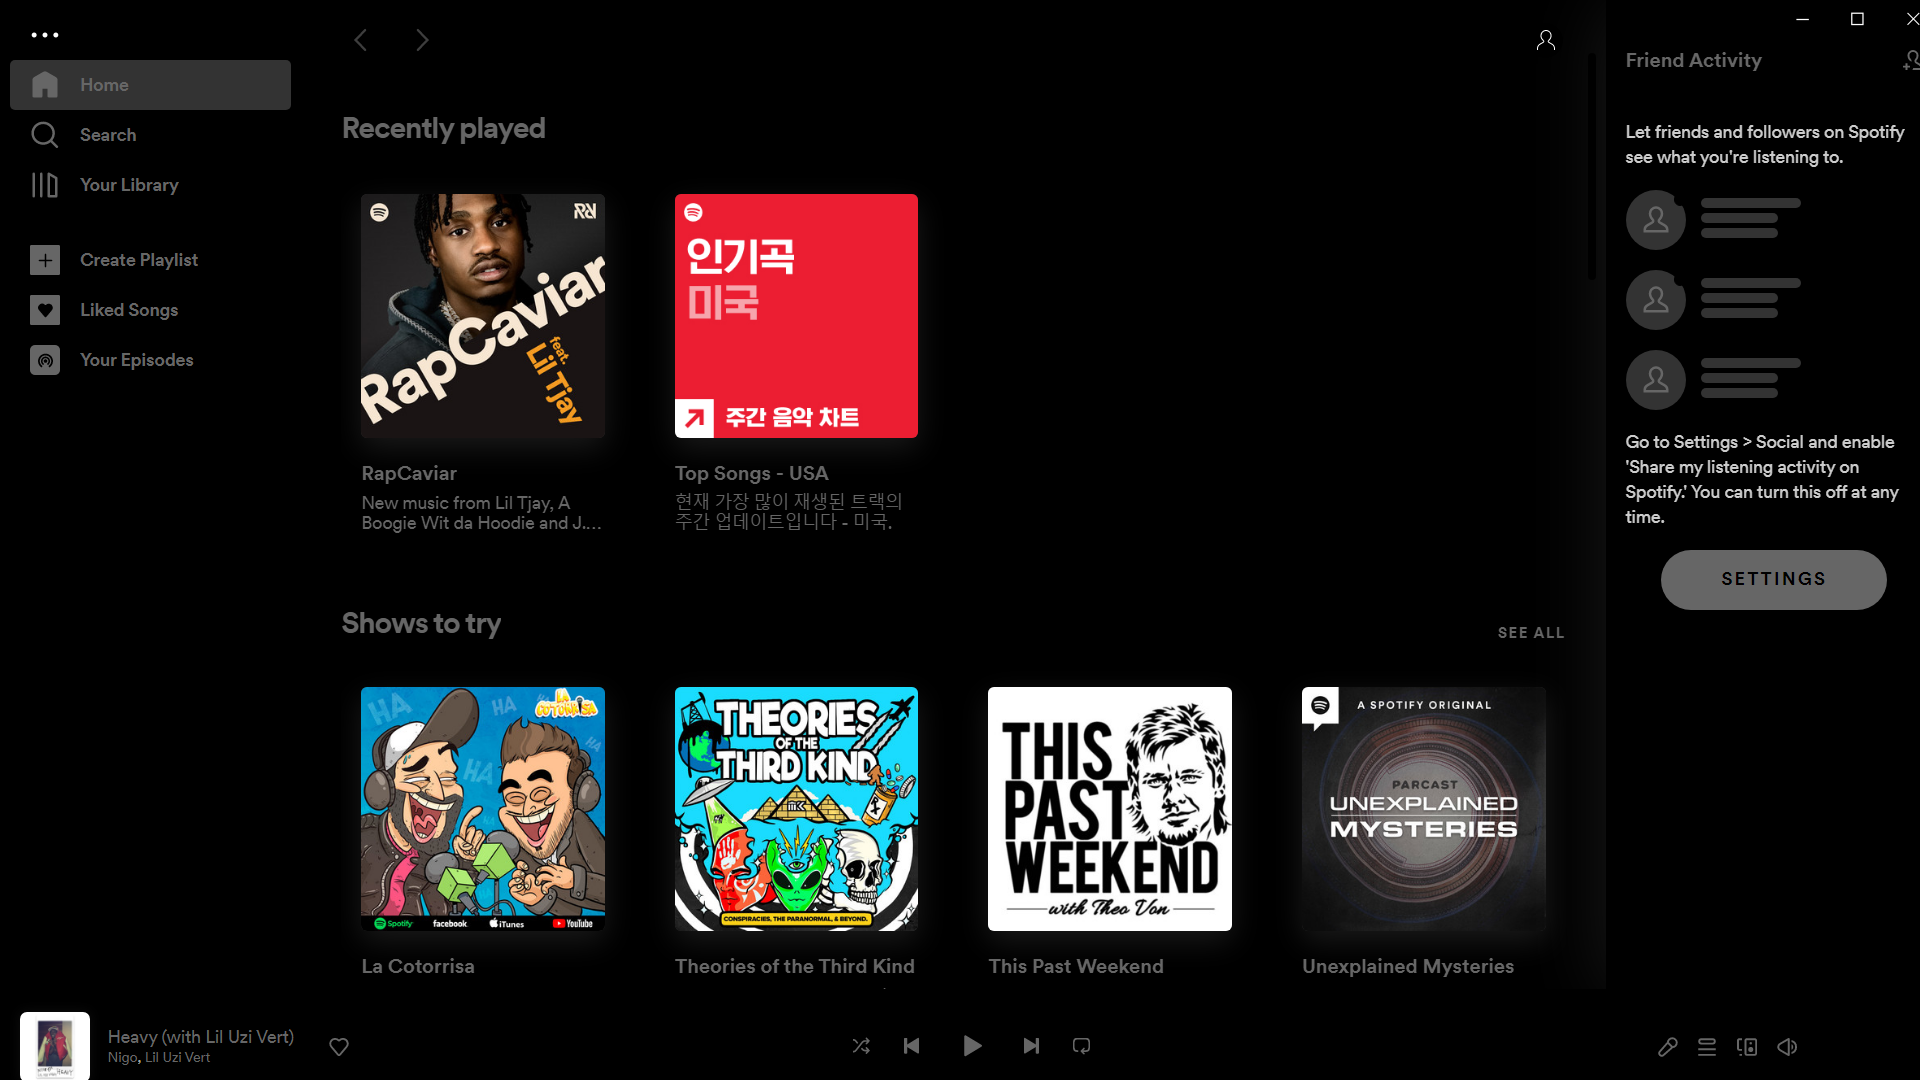 Home
Search
Your Library
Create Playlist
Liked Songs
Your Episodes
Recently played
RapCaviar
feat.
Lil Tjay
RapCaviar
New music from Lil Tjay, A
Boogie Wit da Hoodie and J....
인기곡
미국
주간 음악 차트
Top Songs - USA
현재 가장 많이 재생된 트랙의
주간 업데이트입니다 - 미국.
Shows to try
SEE ALL
HA
HA
HA
HA
LA
COTORRISA
Spotify
facebook
iTunes
YouTube
La Cotorrisa
THEORIES
OF THE
THIRD KIND
CONSPIRACIES, THE PARANORMAL, & BEYOND.
Theories of the Third Kind
THIS
PAST
WEEKEND
with Theo Von
This Past Weekend
A SPOTIFY ORIGINAL
PARCAST
UNEXPLAINED
MYSTERIES
Unexplained Mysteries
Friend Activity
Let friends and followers on Spotify
see what you're listening to.
Go to Settings > Social and enable
'Share my listening activity on
Spotify.' You can turn this off at any
time.
SETTINGS
Heavy (with Lil Uzi Vert)
Nigo, Lil Uzi Vert